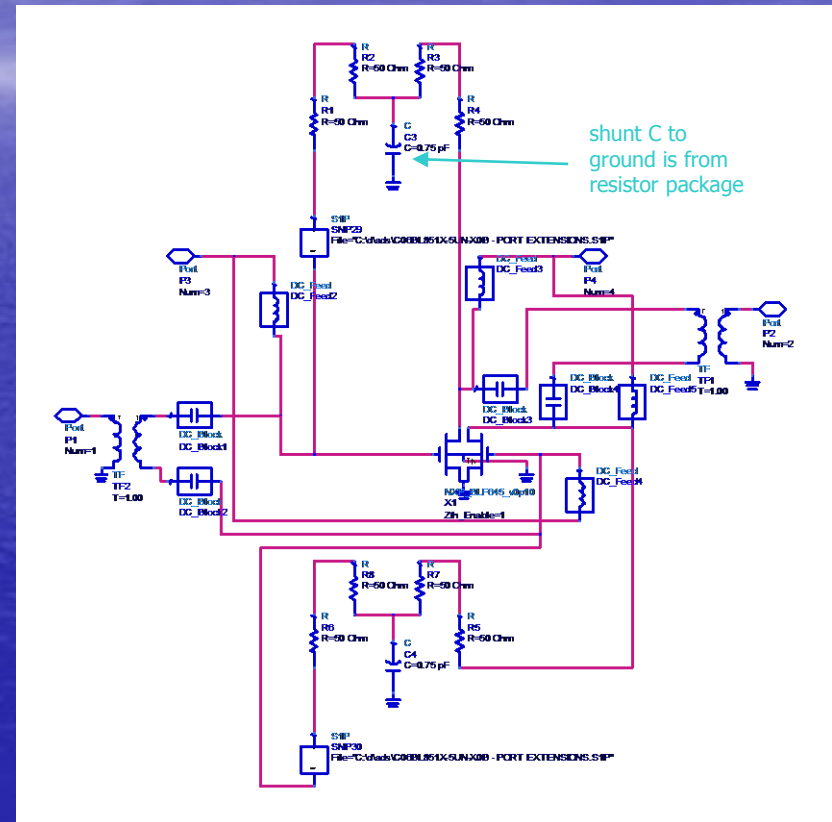 R
R2
R=50 Ohm
R
R3
R=50 Ohm
R
R1
R=50 Ohm
R
R4
R=50 Ohm
C
C3
C=0.75 pF
shunt C to
ground is from
resistor package
S1P
SNP29
Port
P3
Num=3
DC_Feed
DC_Feed2
DC_Feed
DC_Feed3
Port
P4
Num=4
Port
P2
Num=2
TF
TF1
T=1.00
DC_Block
DC_Block4
DC_Feed
DC_Feed5
DC_Block
DC_Block3
Port
P1
Num=1
TF
TF2
T=1.00
DC_Block
DC_Block1
DC_Block
DC_Block2
X1
Zth_Enable=1
DC_Feed
DC_Feed4
R
R8
R=50 Ohm
R
R7
R=50 Ohm
R
R6
R=50 Ohm
R
R5
R=50 Ohm
C
C4
C=0.75 pF
S1P
SNP30